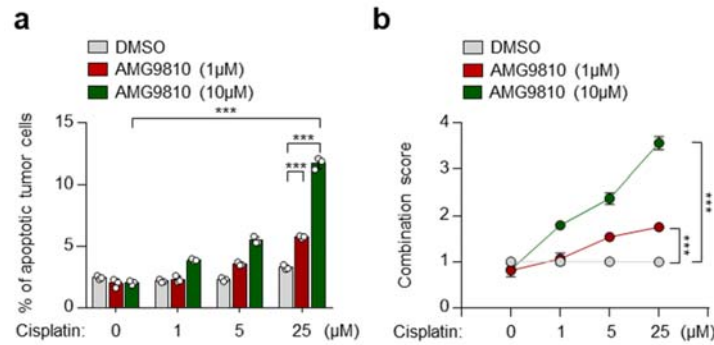 a
DMSO
AMG9810 (1μM)
AMG9810 (10μM)
% of apoptotic tumor cells
15
10
5
0
***
***
***
Cisplatin: 0 1 5 25 (μM)
b
DMSO
AMG9810 (1μM)
AMG9810 (10μM)
Combination score
4
3
2
1
0
***
***
Cisplatin: 0 1 5 25 (μM)